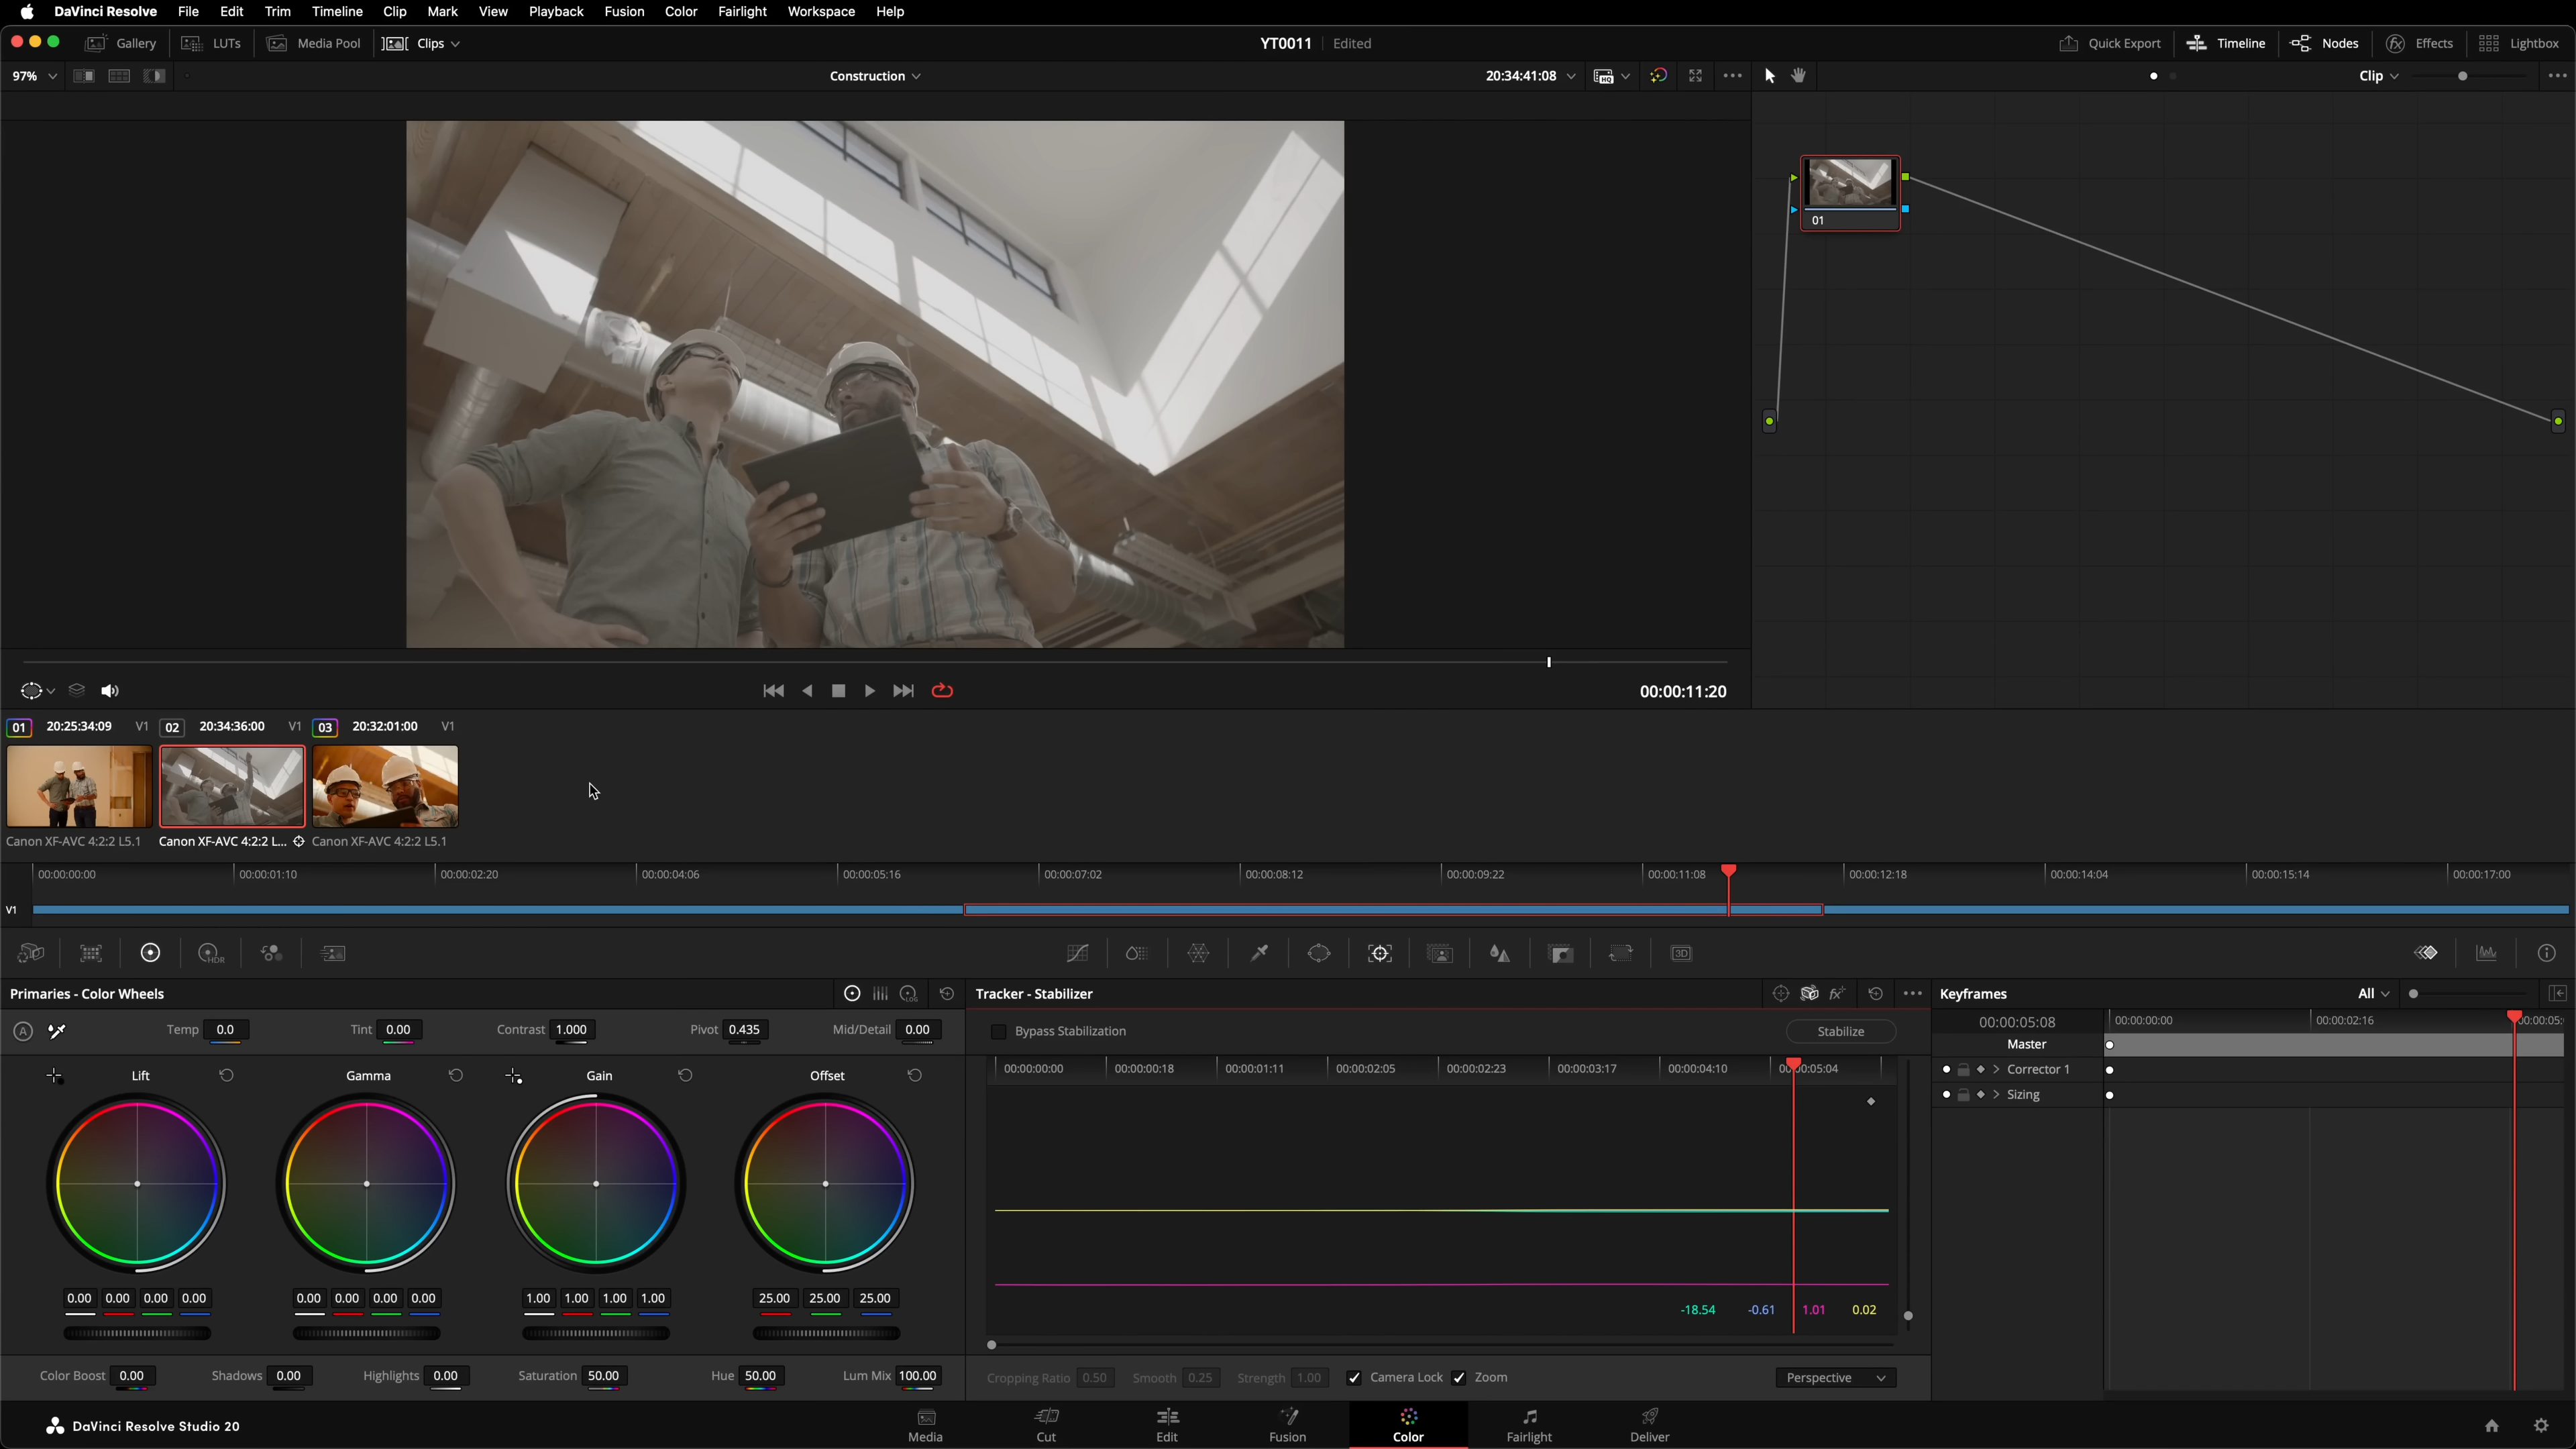 DaVinci Resolve File Edit Trim Timeline Clip Mark View Playback Fusion Color Fairlight Workspace Help
Gallery LUTs Media Pool Clips YT0011 Edited Quick Export Timeline Nodes Effects Lightbox
97% Construction 20:34:41:08 HQ Clip
01
00:00:11:20
01 20:25:34:09 V1 02 20:34:36:00 V1 03 20:32:01:00 V1
Canon XF-AVC 4:2:2 L5.1 Canon XF-AVC 4:2:2 L... Canon XF-AVC 4:2:2 L5.1
00:00:00:00 00:00:01:10 00:00:02:20 00:00:04:06 00:00:05:16 00:00:07:02 00:00:08:12 00:00:09:22 00:00:11:08 00:00:12:18 00:00:14:04 00:00:15:14 00:00:17:00
V1
HDR 3D
Primaries - Color Wheels LOG Tracker - Stabilizer fx Keyframes All
A Temp 0.0 Tint 0.00 Contrast 1.000 Pivot 0.435 Mid/Detail 0.00 Bypass Stabilization Stabilize 00:00:05:08 00:00:00:00 00:00:02:16 00:00:05:
Master
Lift Gamma Gain Offset 00:00:00:00 00:00:00:18 00:00:01:11 00:00:02:05 00:00:02:23 00:00:03:17 00:00:04:10 00:00:05:04 Corrector 1
Sizing
0.00 0.00 0.00 0.00 0.00 0.00 0.00 0.00 1.00 1.00 1.00 1.00 25.00 25.00 25.00 -18.54 -0.61 1.01 0.02
Color Boost 0.00 Shadows 0.00 Highlights 0.00 Saturation 50.00 Hue 50.00 Lum Mix 100.00 Cropping Ratio 0.50 Smooth 0.25 Strength 1.00 Camera Lock Zoom Perspective
DaVinci Resolve Studio 20 Media Cut Edit Fusion Color Fairlight Deliver